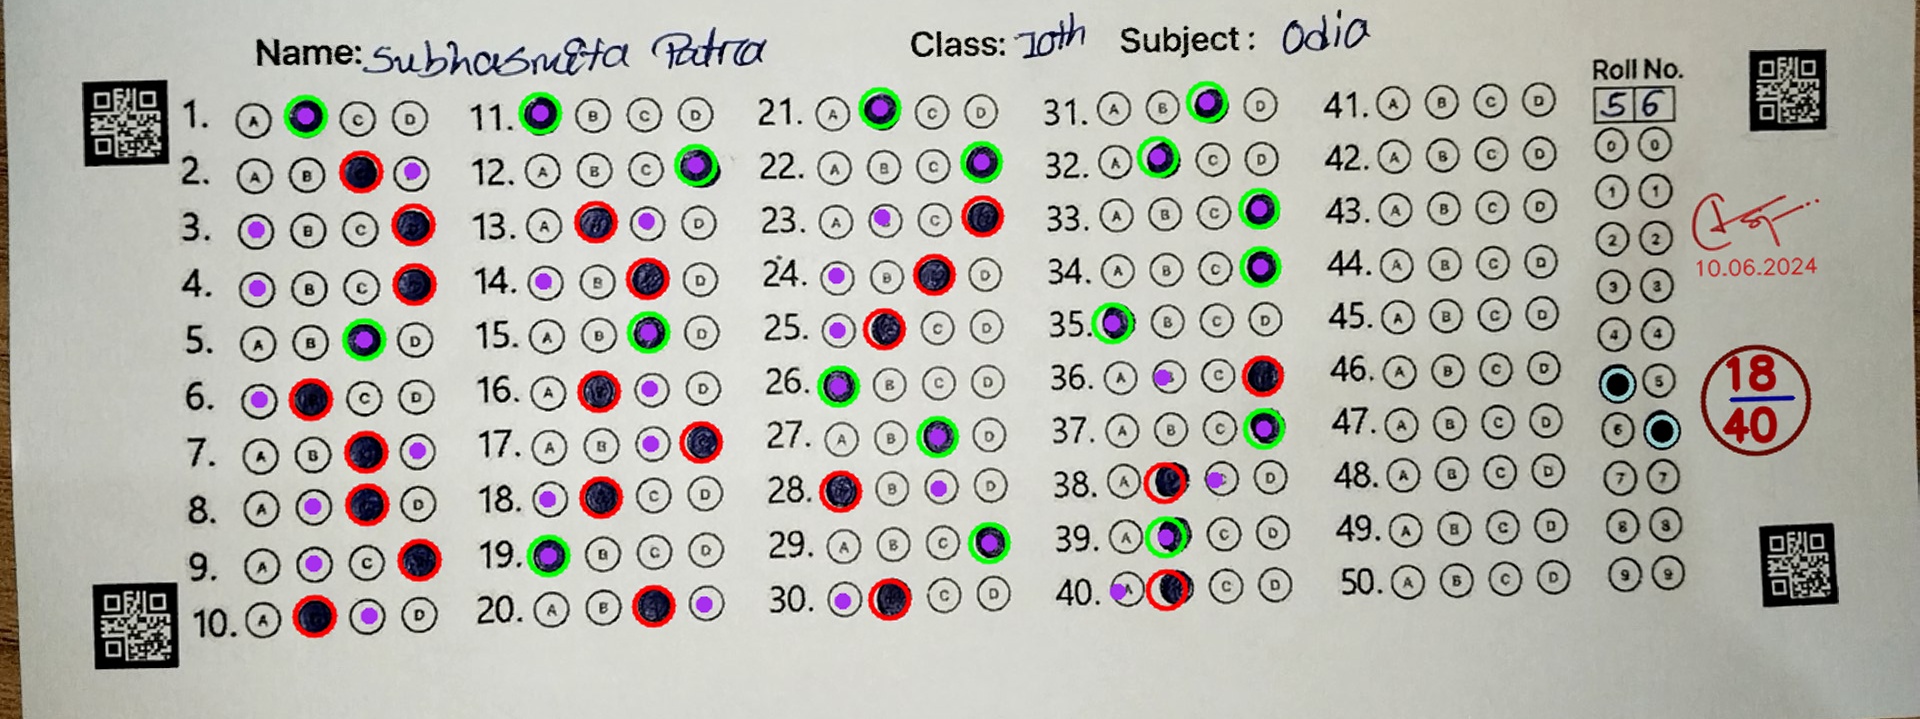 Name: Subhasmita Patra Class: 10th Subject: Odia
1. A C D 11. B C D 21. A C D 31. A B D 41. A B C D
2. A B 12. A B C 22. A B C 32. A C D 42. A B C D
3. B C 13. A D 23. A C 33. A B C 43. A B C D
4. B C 14. B D 24. B D 34. A B C 44. A B C D
5. A B D 15. A B D 25. C D 35. B C D 45. A B C D
6. C D 16. A D 26. B C D 36. A C 46. A B C D
7. A B 17. A B 27. A B D 37. A B C 47. A B C D
8. A D 18. C D 28. B D 38. A D 48. A B C D
9. A C 19. B C D 29. A B C 39. A C D 49. A B C D
10. A D 20. A B 30. C D 40. A C D 50. A B C D
Roll No.
5 6
0 0
1 1
2 2
3 3
4 4
5
6
7 7
8 8
9 9
10.06.2024
18
40